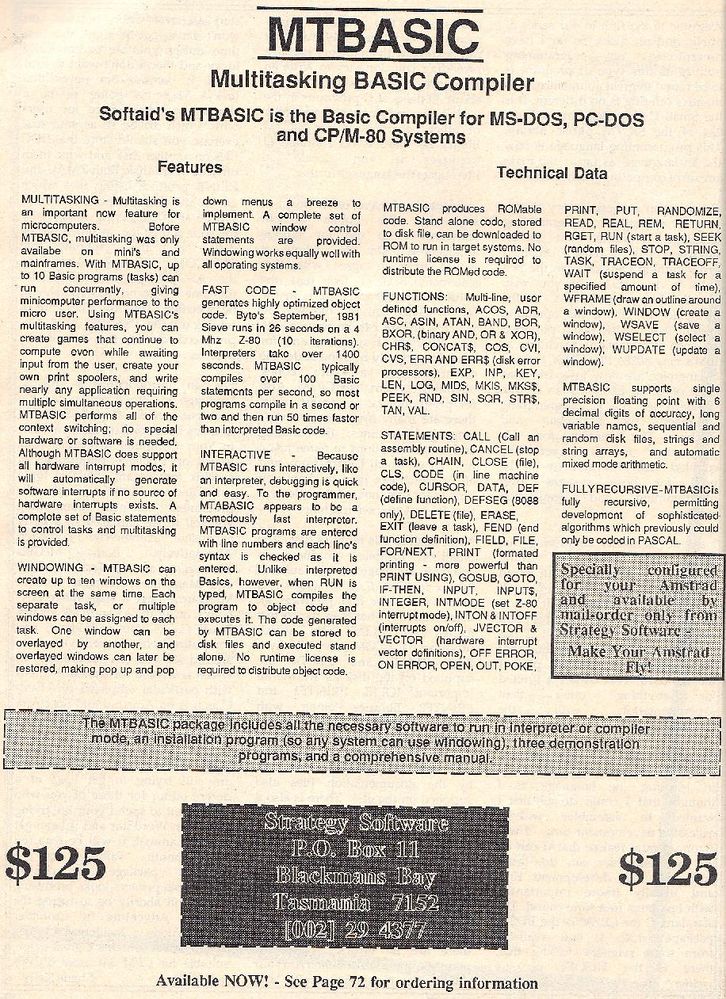 MTBASIC
Multitasking BASIC Compiler
Softaid's MTBASIC is the Basic Compiler for MS-DOS, PC-DOS
and CP/M-80 Systems
Features
MULTITASKING - Multitasking is
an important now feature for
microcomputers. Before
MTBASIC, multitasking was only
availabe on mini's and
mainframes. With MTBASIC, up
to 10 Basic programs (tasks) can
run concurrently, giving
minicomputer performance to the
micro user. Using MTBASIC's
multitasking features, you can
create games that continue to
compute even while awaiting
input from the user, create your
own print spoolers, and write
nearly any application requiring
multiple simultaneous operations.
MTBASIC performs all of the
context switching; no special
hardware or software is needed.
Although MTBASIC does support
all hardware interrupt modes, it
will automatically generate
software interrupts if no source of
hardware interrupts exists. A
complete set of Basic statements
to control tasks and multitasking
is provided.
WINDOWING - MTBASIC can
create up to ten windows on the
screen at the same time. Each
separate task, or multiple
windows can be assigned to each
task. One window can be
overlayed by another, and
overlayed windows can later be
restored, making pop up and pop
down menus a breeze to
implement. A complete set of
MTBASIC window control
statements are provided.
Windowing works equally well with
all operating systems.
FAST CODE - MTBASIC
generates highly optimized object
code. Byto's September, 1981
Sieve runs in 26 seconds on a 4
Mhz Z-80 (10 iterations).
Interpreters take over 1400
seconds. MTBASIC typically
compiles over 100 Basic
statements per second, so most
programs compile in a second or
two and then run 50 times faster
than interpreted Basic code.
INTERACTIVE - Because
MTBASIC runs interactively, like
an interpreter, debugging is quick
and easy. To the programmer,
MTABASIC appears to be a
tremodously fast interpretor.
MTBASIC programs are entered
with line numbers and each line's
syntax is checked as it is
entered. Unlike interpreted
Basics, however, when RUN is
typed, MTBASIC compiles the
program to object code and
executes it. The code generated
by MTBASIC can be stored to
disk files and executed stand
alone. No runtime license is
required to distribute object code.
Technical Data
MTBASIC produces ROMable
code. Stand alone codo, stored
to disk file, can be downloaded to
ROM to run in target systems. No
runtime license is required to
distribute the ROMed code.
FUNCTIONS: Multi-line, usor
defined functions, ACOS, ADR,
ASC, ASIN, ATAN, BAND, BOR,
BXOR, (binary AND, OR & XOR),
CHR$, CONCAT$, COS, CVI,
CVS, ERR AND ERR$ (disk error
processors), EXP, INP, KEY,
LEN, LOG, MID$, MKI$, MKS$,
PEEK, RND, SIN, SQR, STR$,
TAN, VAL.
STATEMENTS: CALL (Call an
assembly routine), CANCEL (stop
a task), CHAIN, CLOSE (file),
CLS, CODE (in line machine
code), CURSOR, DATA, DEF
(define function), DEFSEG (8088
only), DELETE (file), ERASE,
EXIT (leave a task), FEND (end
function definition), FIELD, FILE,
FOR/NEXT, PRINT (formated
printing - more powerful than
PRINT USING), GOSUB, GOTO,
IF-THEN, INPUT, INPUT$,
INTEGER, INTMODE (set Z-80
interrupt mode), INTON & INTOFF
(interrupts on/off), JVECTOR &
VECTOR (hardware interrupt
vector definitions), OFF ERROR,
ON ERROR, OPEN, OUT, POKE,
PRINT, PUT, RANDOMIZE,
READ, REAL, REM, RETURN,
RGET, RUN (start a task), SEEK
(random files), STOP, STRING,
TASK, TRACEON, TRACEOFF,
WAIT (suspend a task for a
specified amount of time),
WFRAME (draw an outline around
a window), WINDOW (create a
window), WSAVE (save a
window), WSELECT (select a
window), WUPDATE (update a
window).
MTBASIC supports single
precision floating point with 6
decimal digits of accuracy, long
variable names, sequential and
random disk files, strings and
string arrays, and automatic
mixed mode arithmetic.
FULLY RECURSIVE - MTBASIC is
fully recursive, permitting
development of sophisticated
algorithms which previously could
only be coded in PASCAL.
Specially configured
for your Amstrad
and available by
mail-order only from
Strategy Software -
Make Your Amstrad
Fly!
The MTBASIC package includes all the necessary software to run in interpreter or compiler
mode, an installation program (so any system can use windowing), three demonstration
programs, and a comprehensive manual.
$125
Strategy Software
P.O. Box 11
Blackmans Bay
Tasmania 7152
[002] 29 4377
$125
Available NOW! - See Page 72 for ordering information